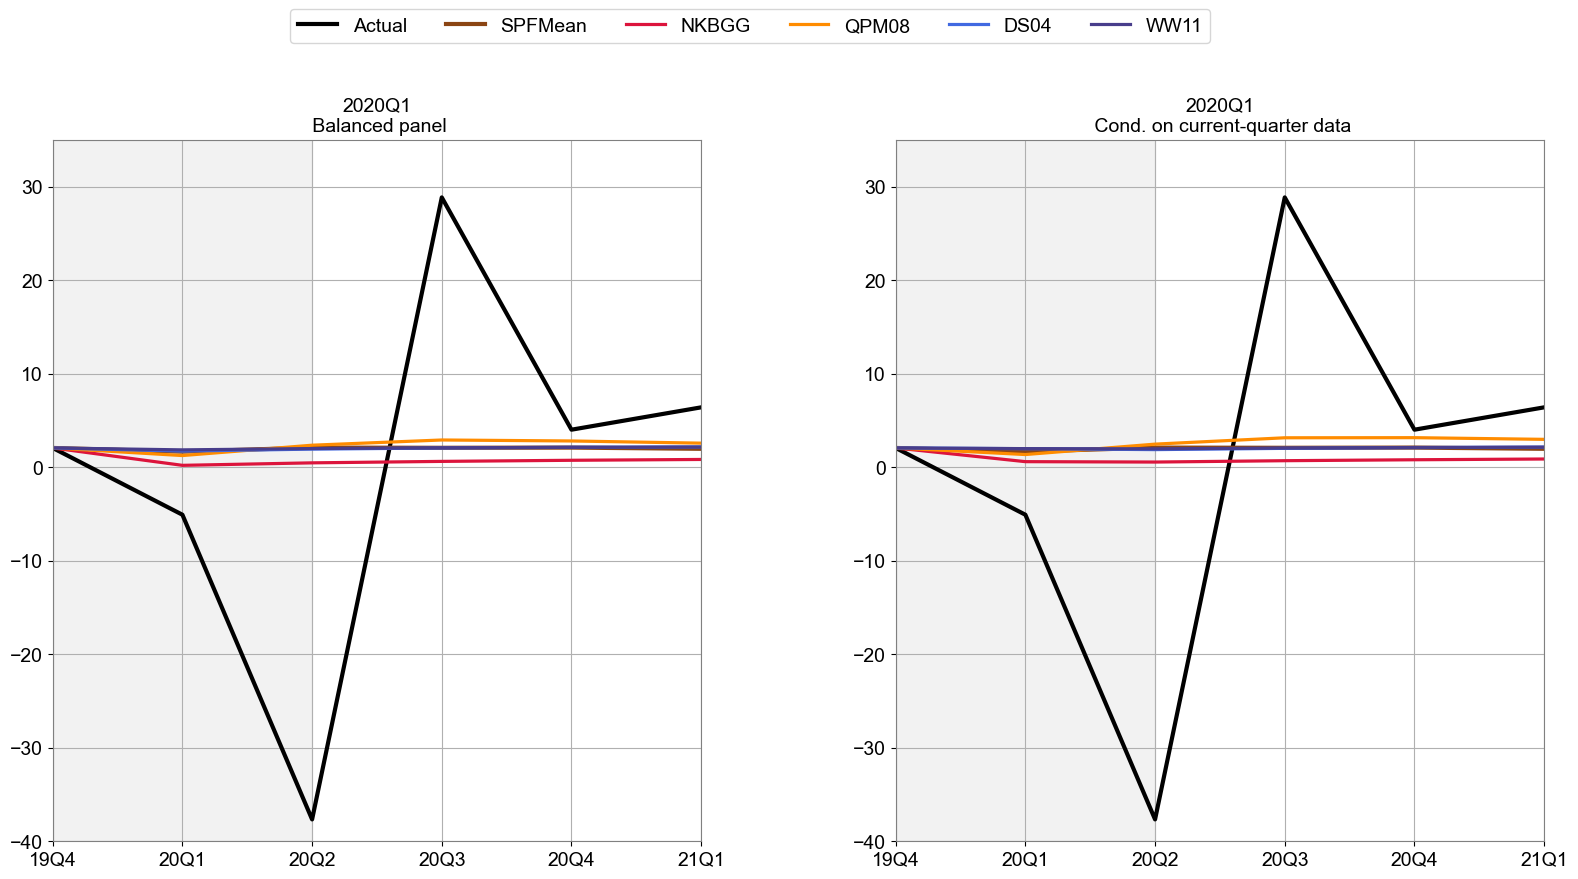 Actual SPFMean NKBGG QPM08 DS04 WW11
2020Q1
Balanced panel
30
20
10
0
−10
−20
−30
−40
19Q4 20Q1 20Q2 20Q3 20Q4 21Q1
2020Q1
Cond. on current-quarter data
30
20
10
0
−10
−20
−30
−40
19Q4 20Q1 20Q2 20Q3 20Q4 21Q1